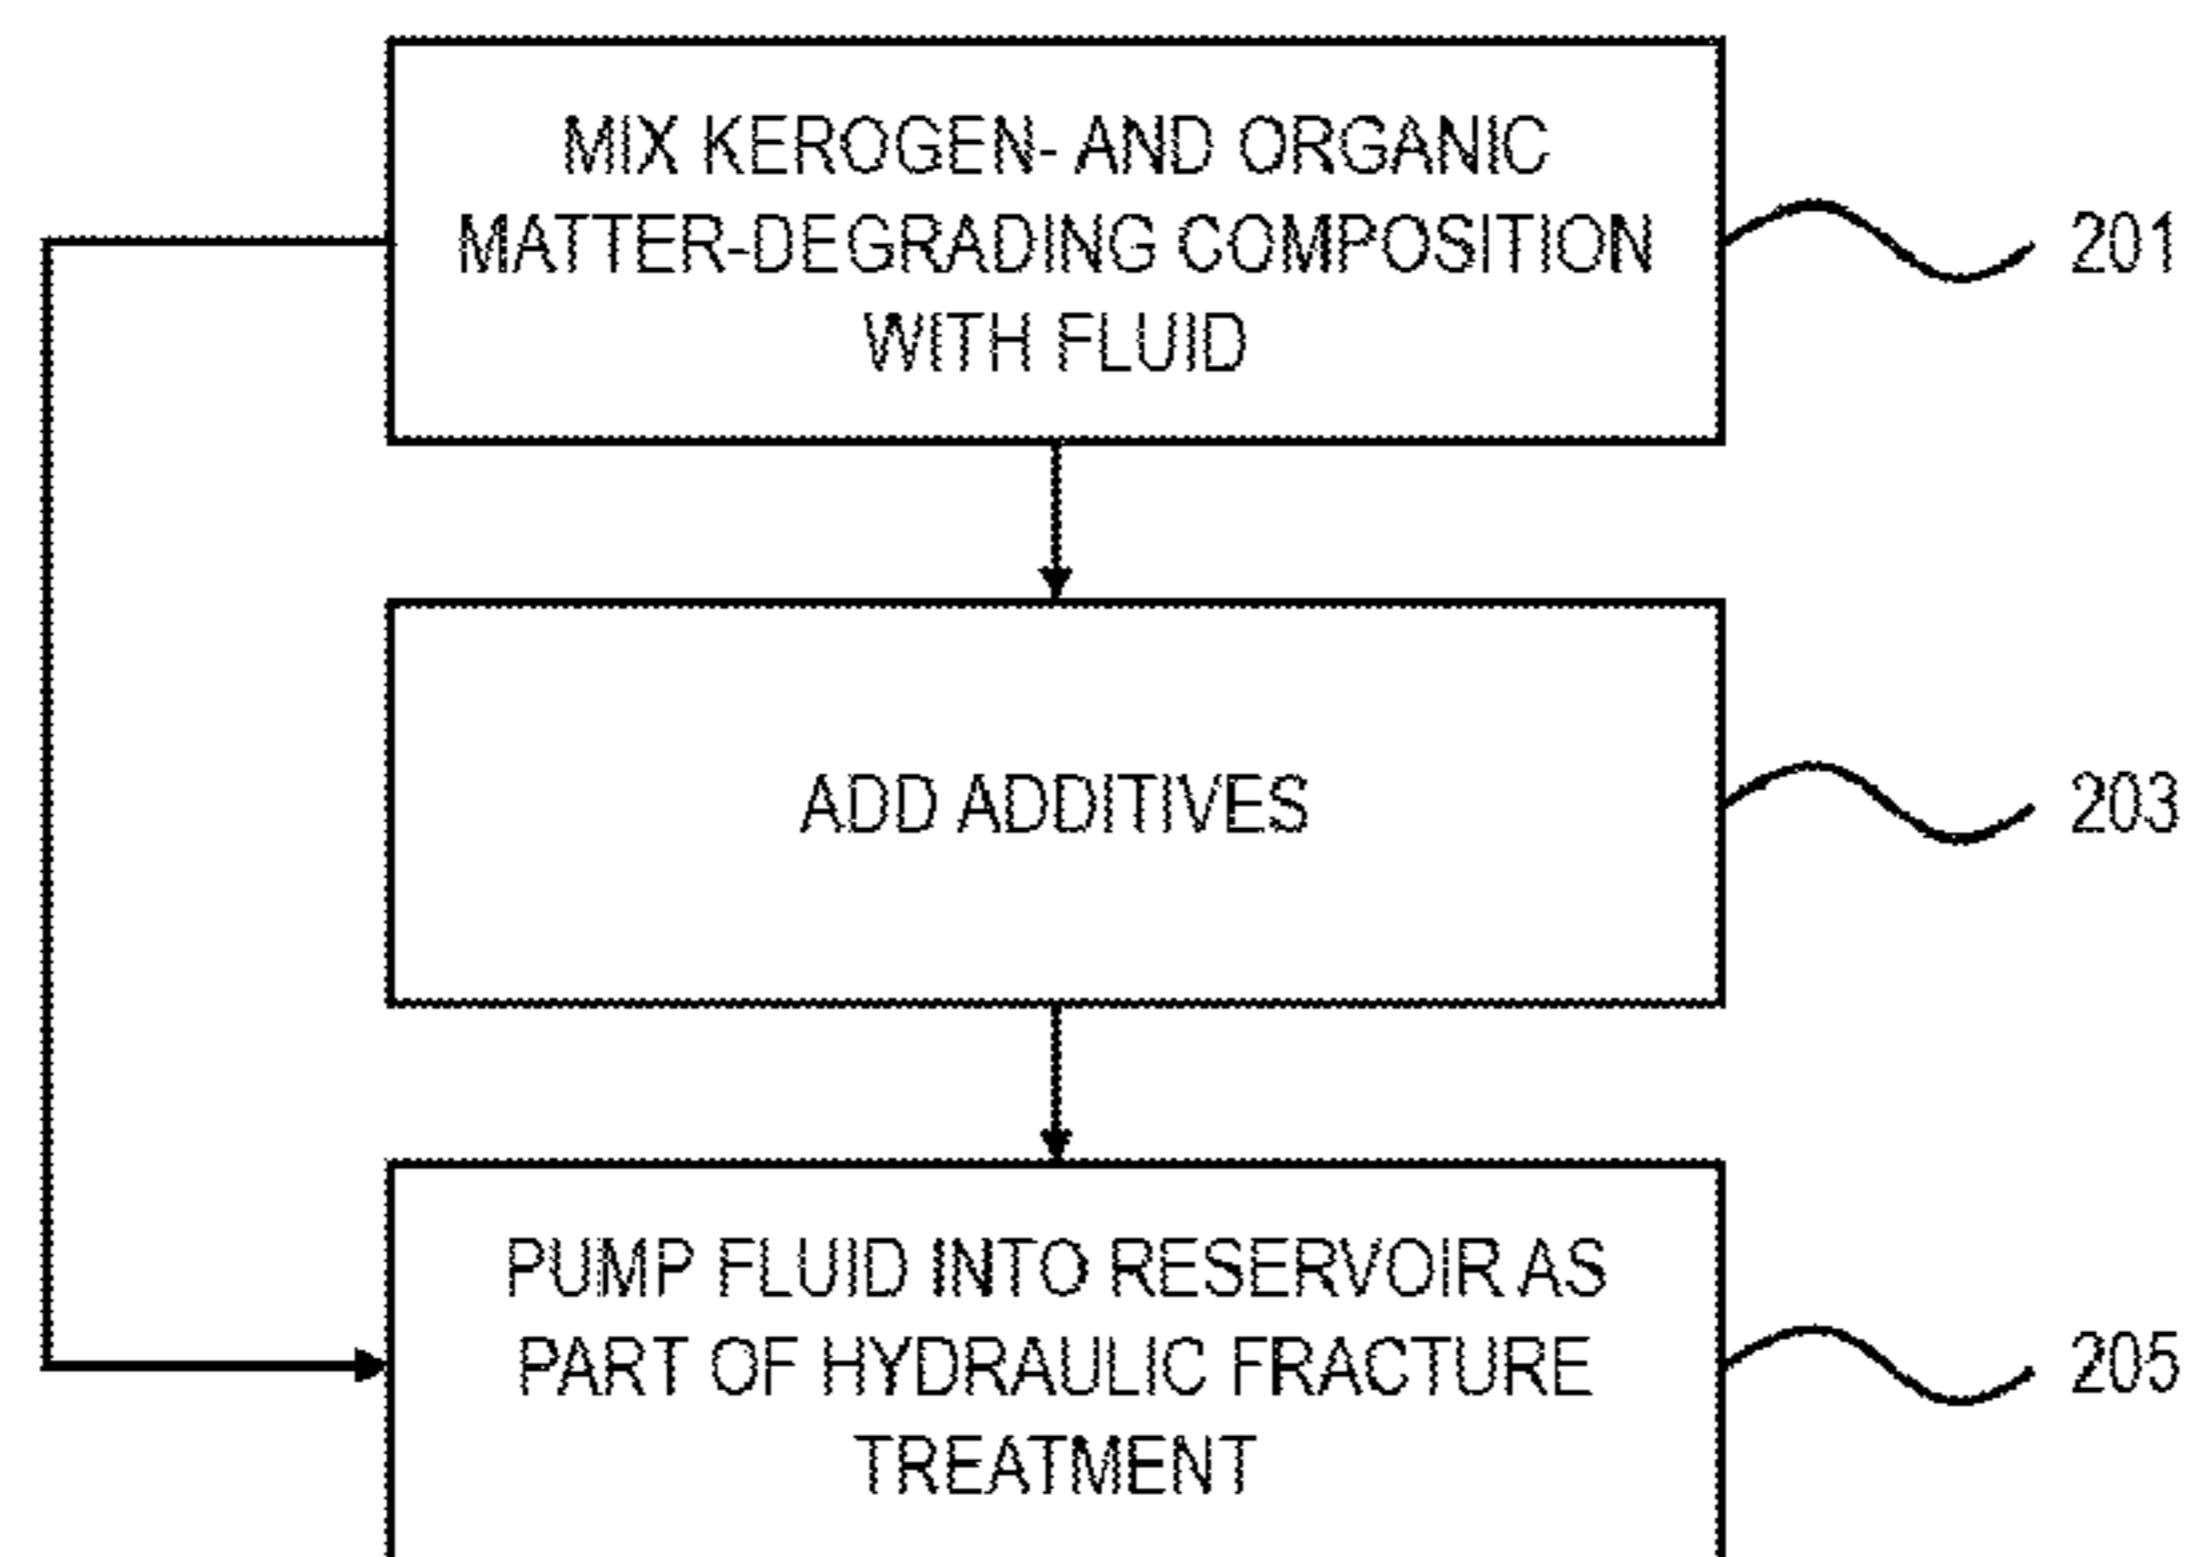 MIX KEROGEN- AND ORGANIC
MATTER-DEGRADING COMPOSITION
WITH FLUID
201
ADD ADDITIVES
203
PUMP FLUID INTO RESERVOIR AS
PART OF HYDRAULIC FRACTURE
TREATMENT
205